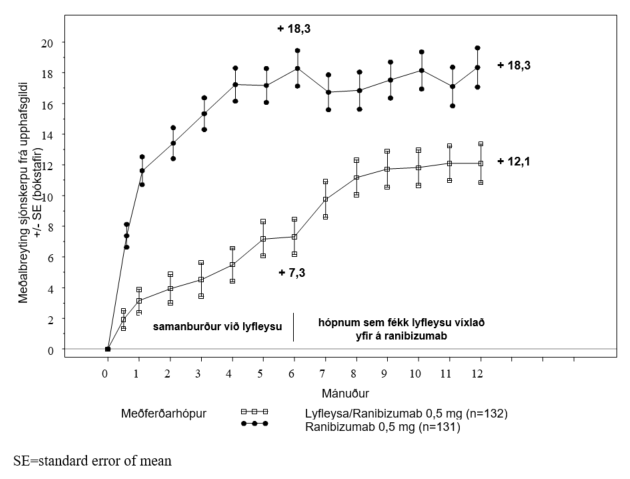 + 18,3
20
18
16
14
12
10
8
6
4
2
0
Meðalbreyting sjónskerpu frá upphafsgildi
+/- SE (bókstafir)
+ 18,3
+ 12,1
+ 7,3
samanburður við lyfleysu
hópnum sem fékk lyfleysu víxlað
yfir á ranibizumab
0 1 2 3 4 5 6 7 8 9 10 11 12
Mánuður
Meðferðarhópur
Lyfleysa/Ranibizumab 0,5 mg (n=132)
Ranibizumab 0,5 mg (n=131)
SE=standard error of mean